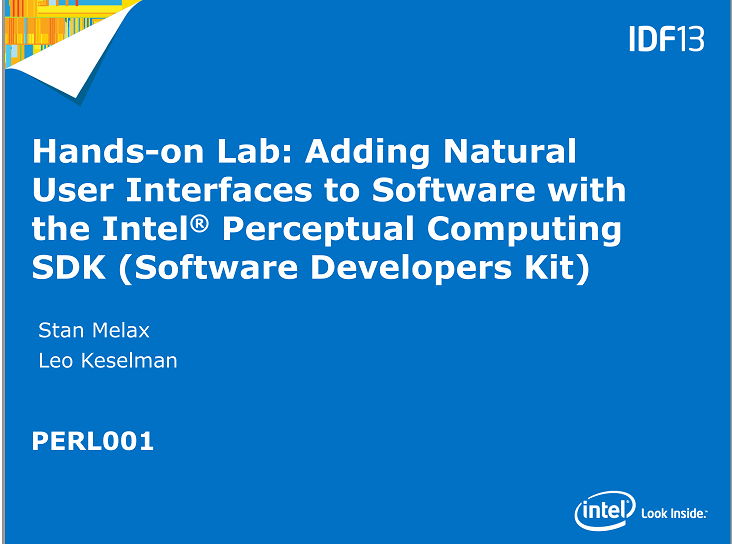 IDF13
Hands-on Lab: Adding Natural
User Interfaces to Software with
the Intel® Perceptual Computing
SDK (Software Developers Kit)
Stan Melax
Leo Keselman
PERL001
intel® Look Inside.™